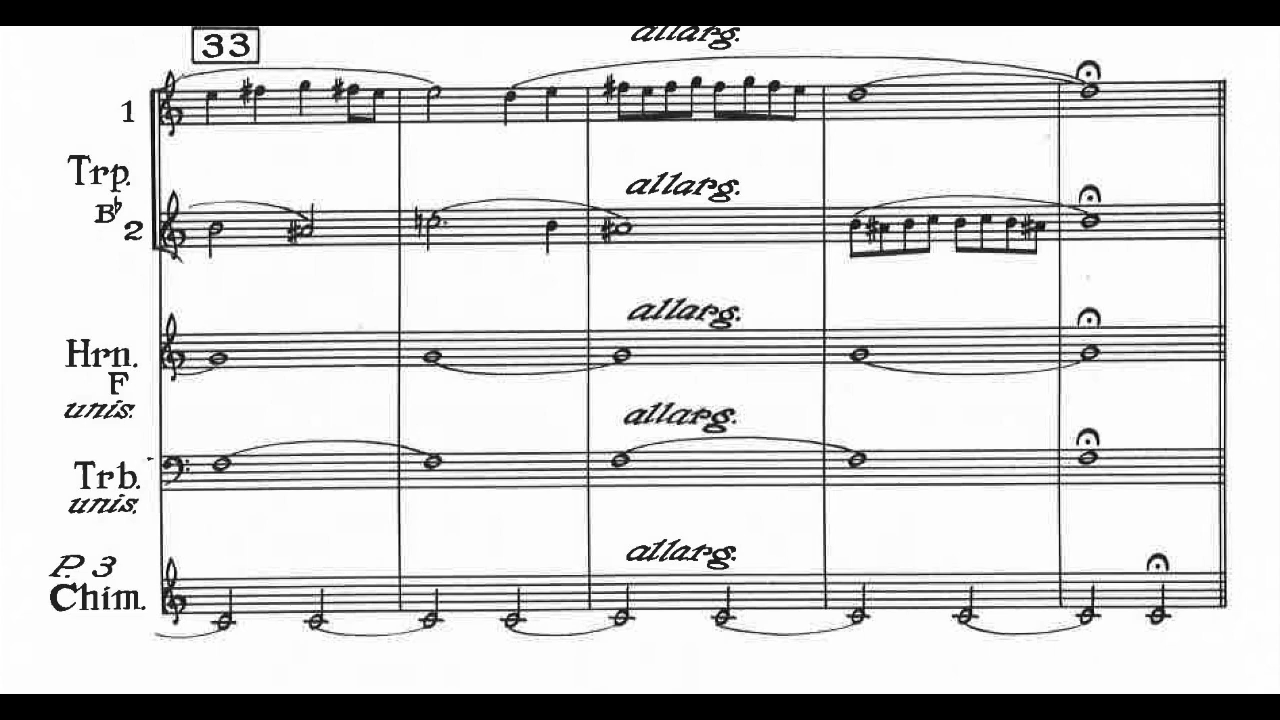 33
allarg.
1
Trp.
B♭
2
allarg.
Hrn.
F
unis.
allarg.
Trb.
unis.
allarg.
P. 3
Chim.
allarg.